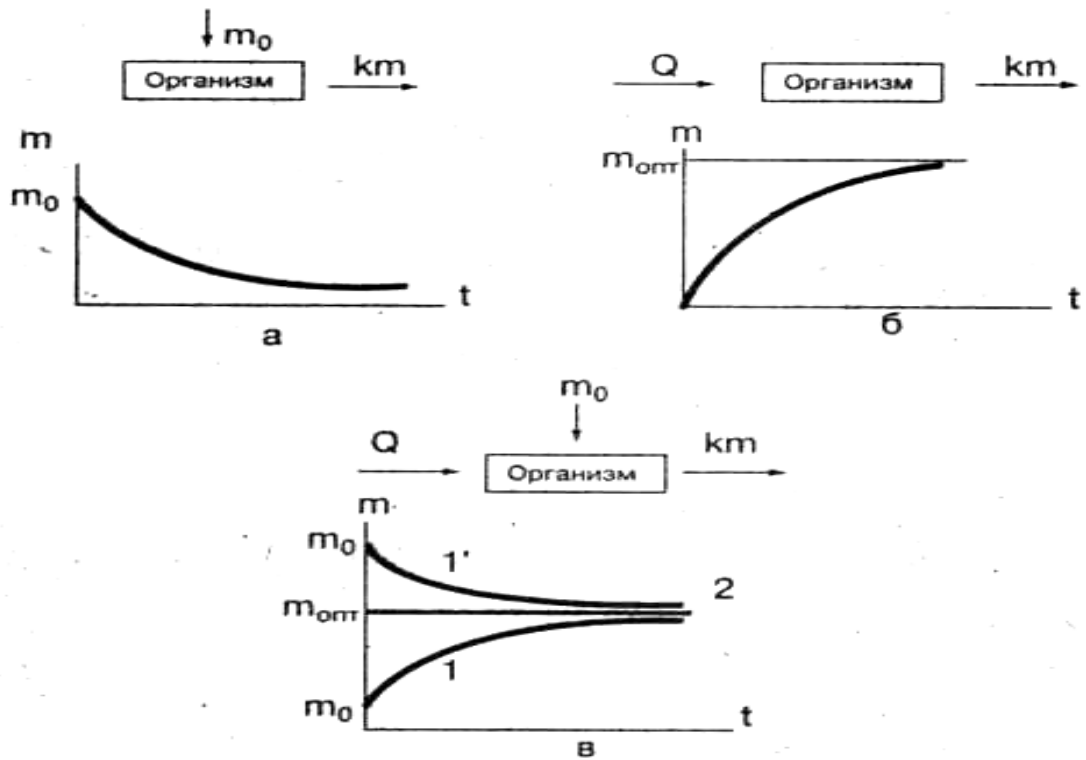 m₀
Организм km
m
m₀
t
а
Q Организм km
m
mопт
t
б
m₀
Q Организм km
m
m₀ 1'
2
mопт
1
m₀ t
в